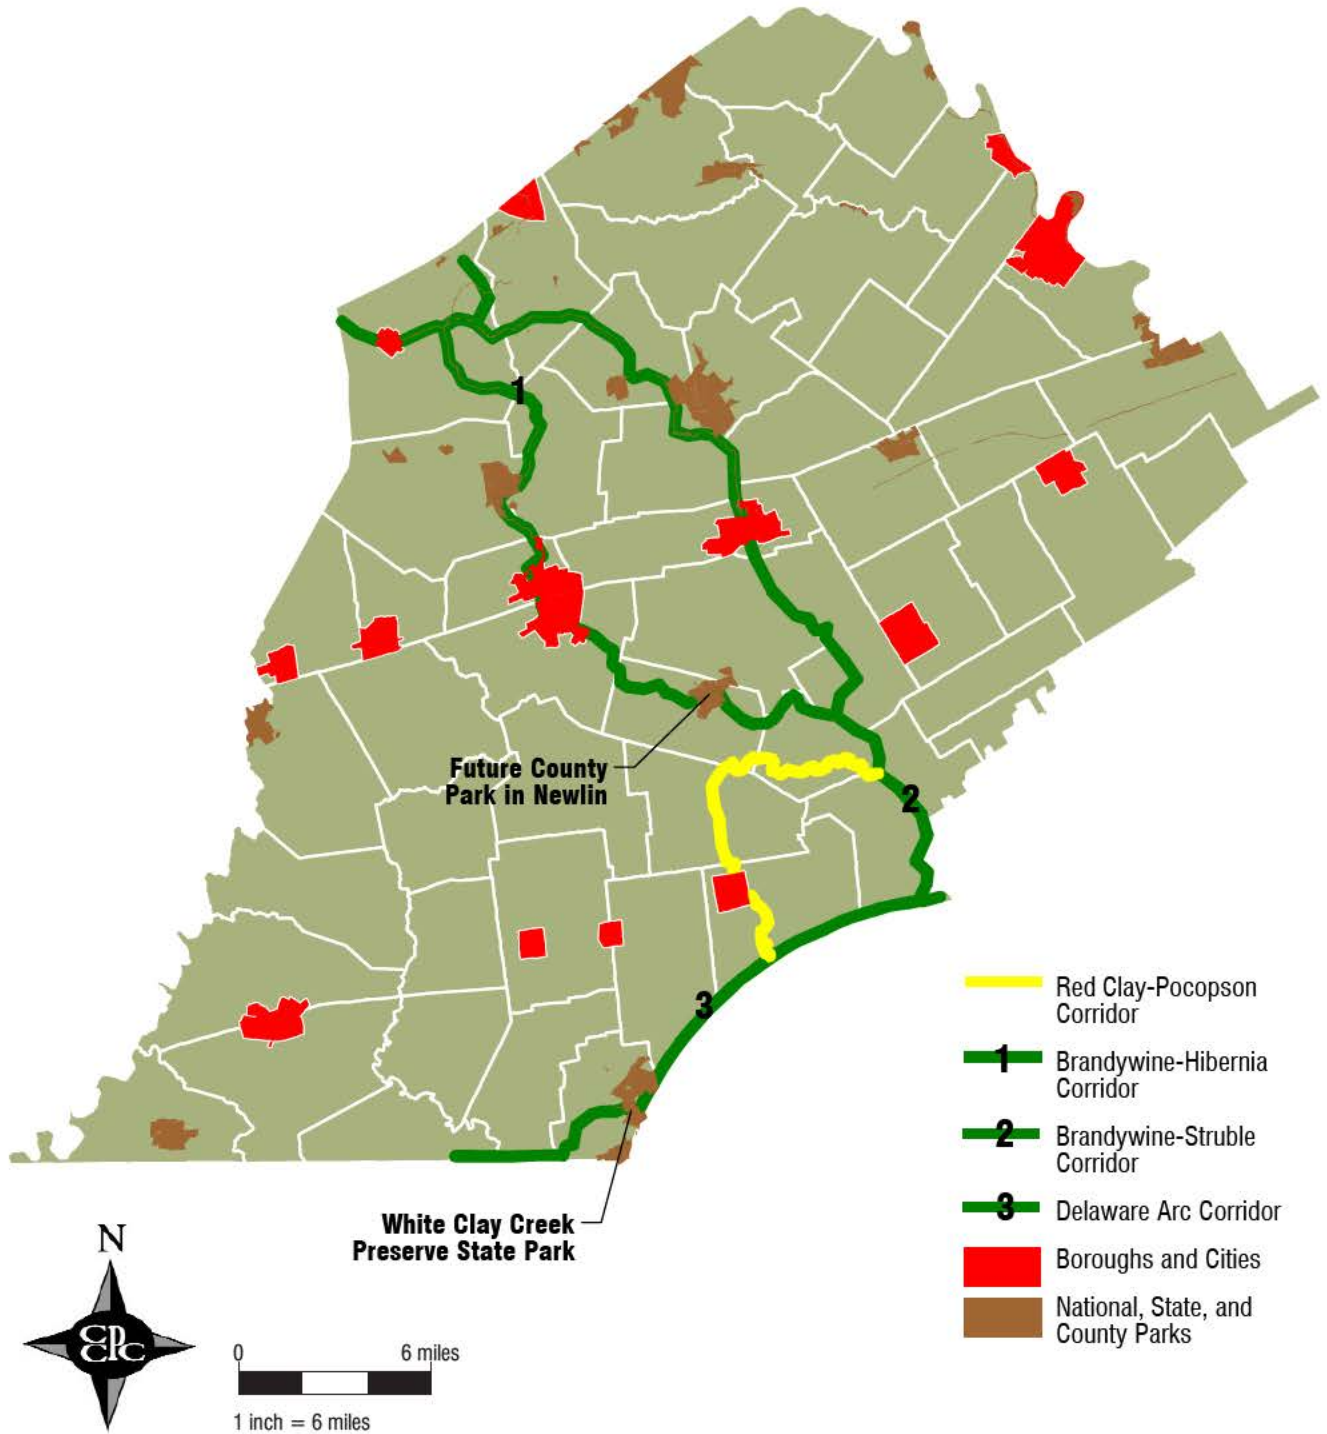 1
Future County
Park in Newlin
2
3
White Clay Creek
Preserve State Park
Red Clay-Pocopson
Corridor
1 Brandywine-Hibernia
Corridor
2 Brandywine-Struble
Corridor
3 Delaware Arc Corridor
Boroughs and Cities
National, State, and
County Parks
N
CP
CPC
0 6 miles
1 inch = 6 miles